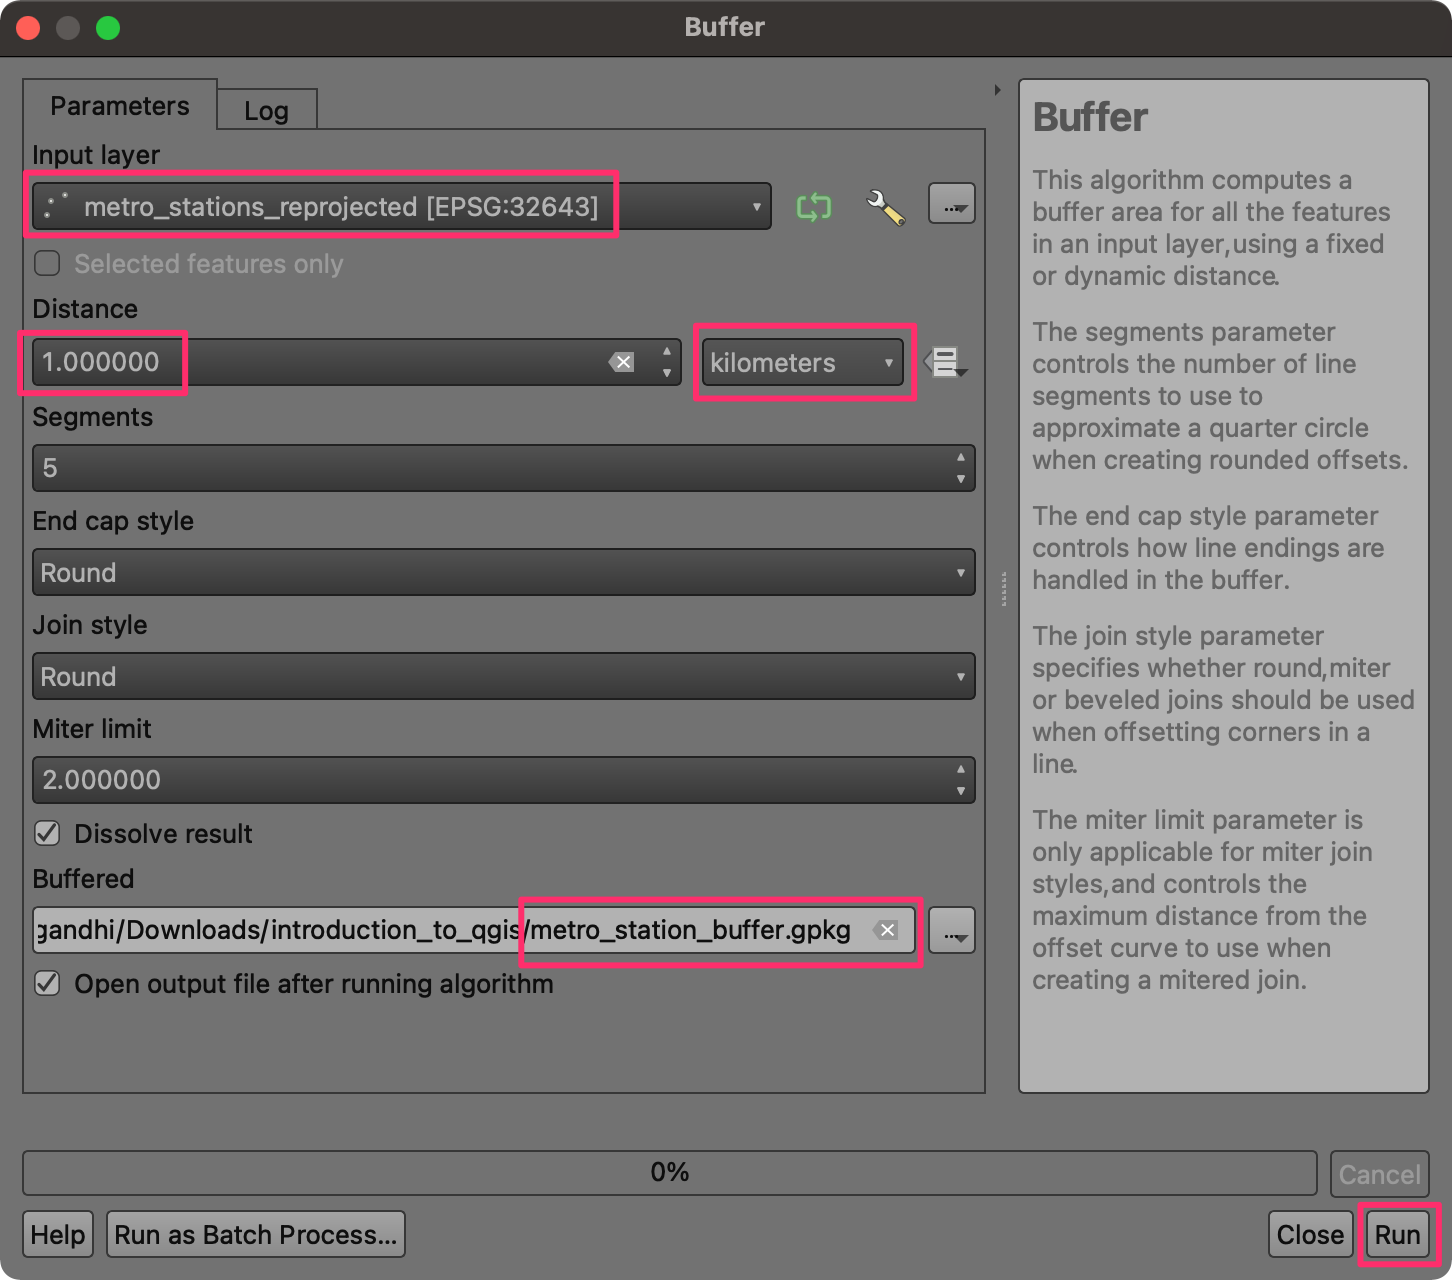 Buffer
Parameters
Log
Input layer
metro_stations_reprojected [EPSG:32643]
...
Selected features only
Distance
1.000000
kilometers
Segments
5
End cap style
Round
Join style
Round
Miter limit
2.000000
Dissolve result
Buffered
gandhi/Downloads/introduction_to_qgis/metro_station_buffer.gpkg
...
Open output file after running algorithm
Buffer
This algorithm computes a
buffer area for all the features
in an input layer,using a fixed
or dynamic distance.
The segments parameter
controls the number of line
segments to use to
approximate a quarter circle
when creating rounded offsets.
The end cap style parameter
controls how line endings are
handled in the buffer.
The join style parameter
specifies whether round,miter
or beveled joins should be used
when offsetting corners in a
line.
The miter limit parameter is
only applicable for miter join
styles,and controls the
maximum distance from the
offset curve to use when
creating a mitered join.
0%
Cancel
Help
Run as Batch Process...
Close
Run